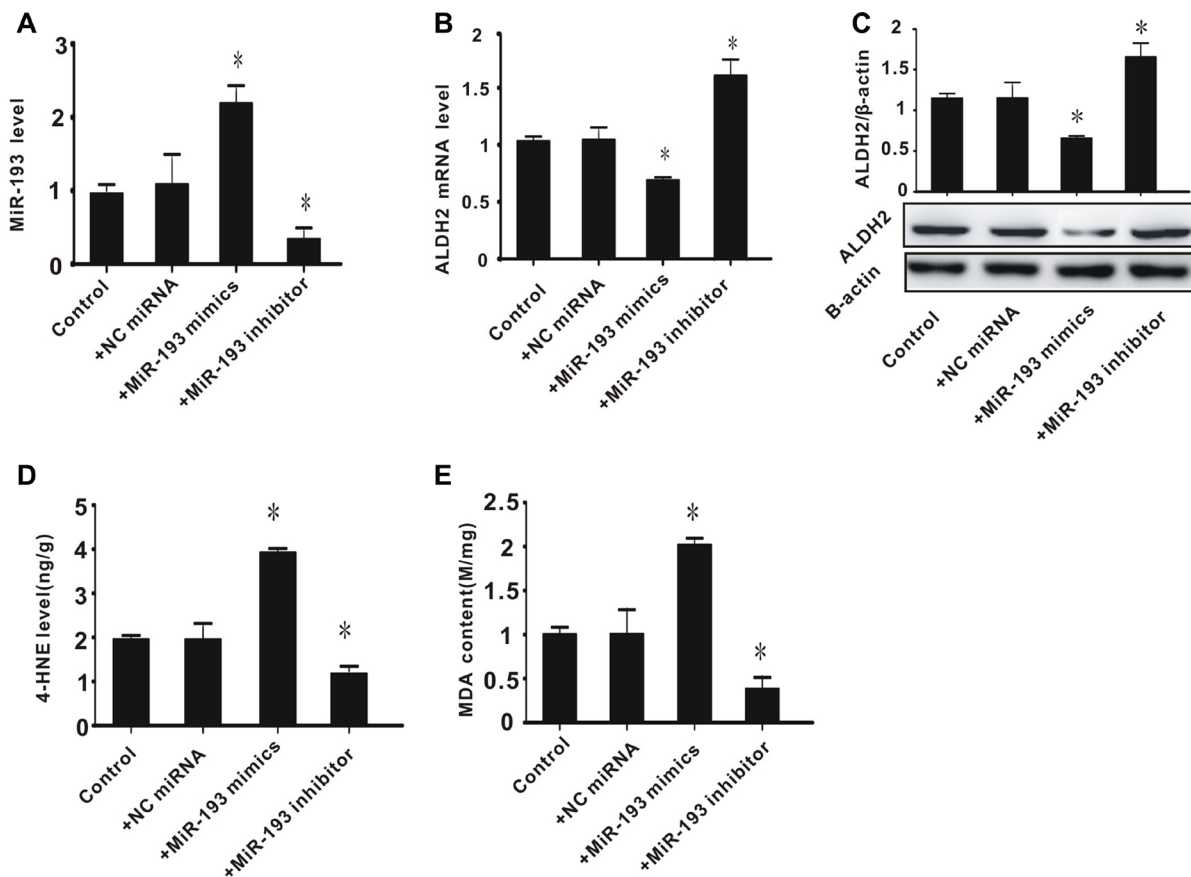 A
MiR-193 level
3
2
1
0
*
*
Control
+NC miRNA
+MiR-193 mimics
+MiR-193 inhibitor
B
ALDH2 mRNA level
2
1.5
1
0.5
0
*
*
Control
+NC miRNA
+MiR-193 mimics
+MiR-193 inhibitor
C
ALDH2/β-actin
2
1.5
1
0.5
0
*
*
ALDH2
B-actin
Control
+NC miRNA
+MiR-193 mimics
+MiR-193 inhibitor
D
4-HNE level(ng/g)
5
4
3
2
1
0
*
*
Control
+NC miRNA
+MiR-193 mimics
+MiR-193 inhibitor
E
MDA content(M/mg)
2.5
2
1.5
1
0.5
0
*
*
Control
+NC miRNA
+MiR-193 mimics
+MiR-193 inhibitor